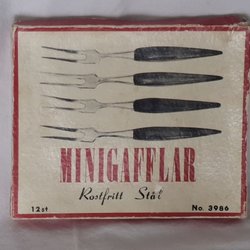 MINIGAFFLAR
Rostfritt Stål
12st No. 3986